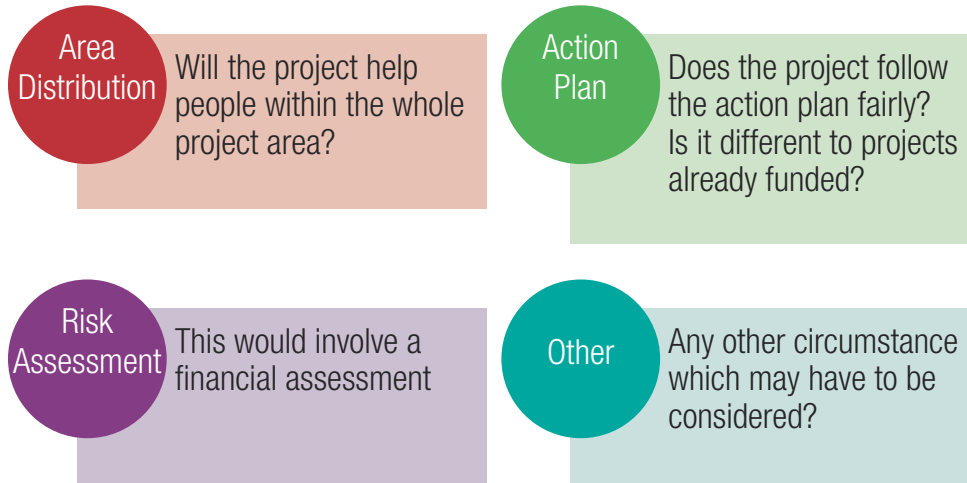 Area
Distribution
Will the project help
people within the whole
project area?
Action
Plan
Does the project follow
the action plan fairly?
Is it different to projects
already funded?
Risk
Assessment
This would involve a
financial assessment
Other
Any other circumstance
which may have to be
considered?